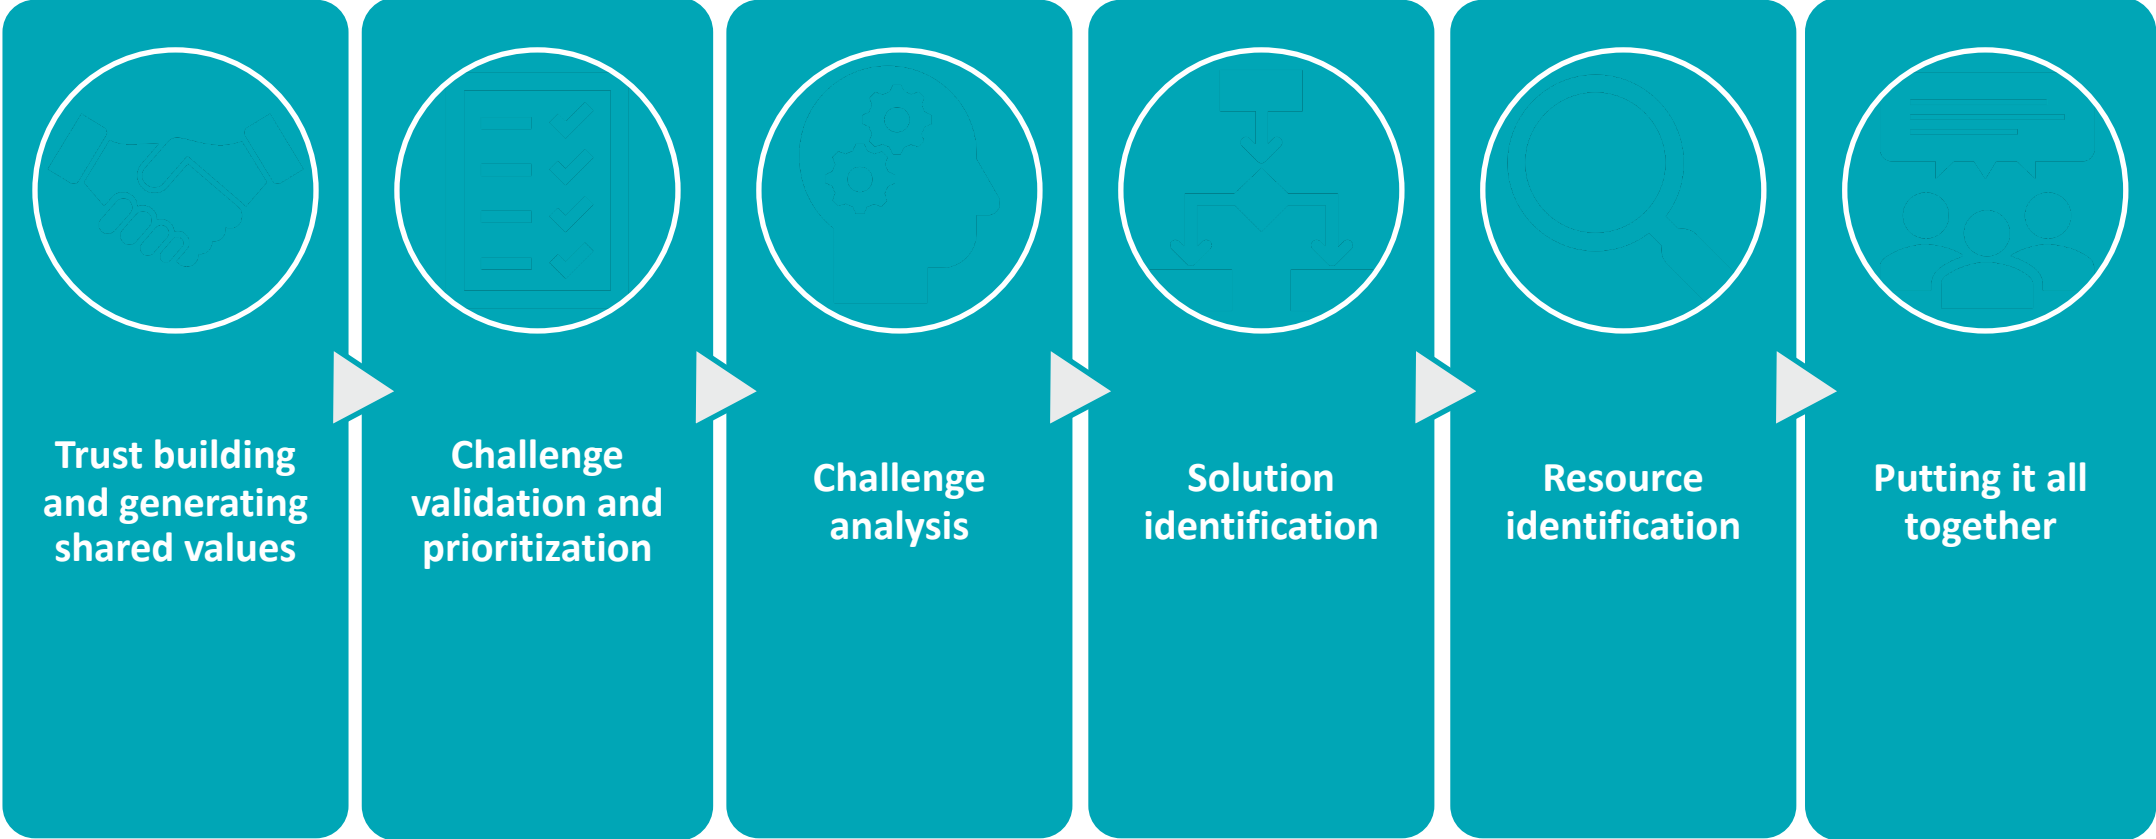 Trust building
and generating
shared values
Challenge
validation and
prioritization
Challenge
analysis
Solution
identification
Resource
identification
Putting it all
together